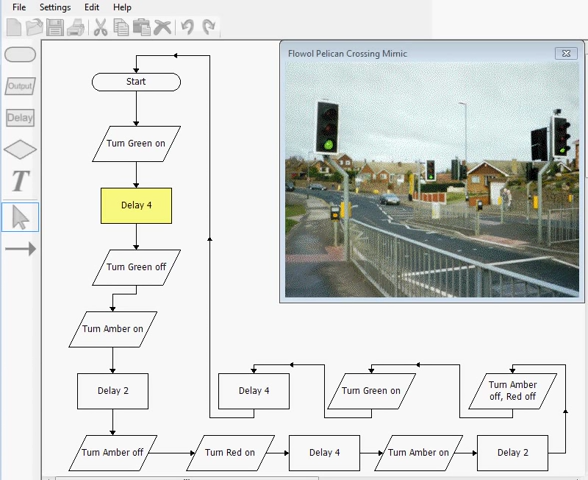 File Settings Edit Help
Output
Delay
T
Flowol Pelican Crossing Mimic
Start
Turn Green on
Delay 4
Turn Green off
Turn Amber on
Delay 2
Turn Amber off
Turn Red on
Delay 4
Turn Amber on
Delay 2
Turn Amber
off, Red off
Turn Green on
Delay 4